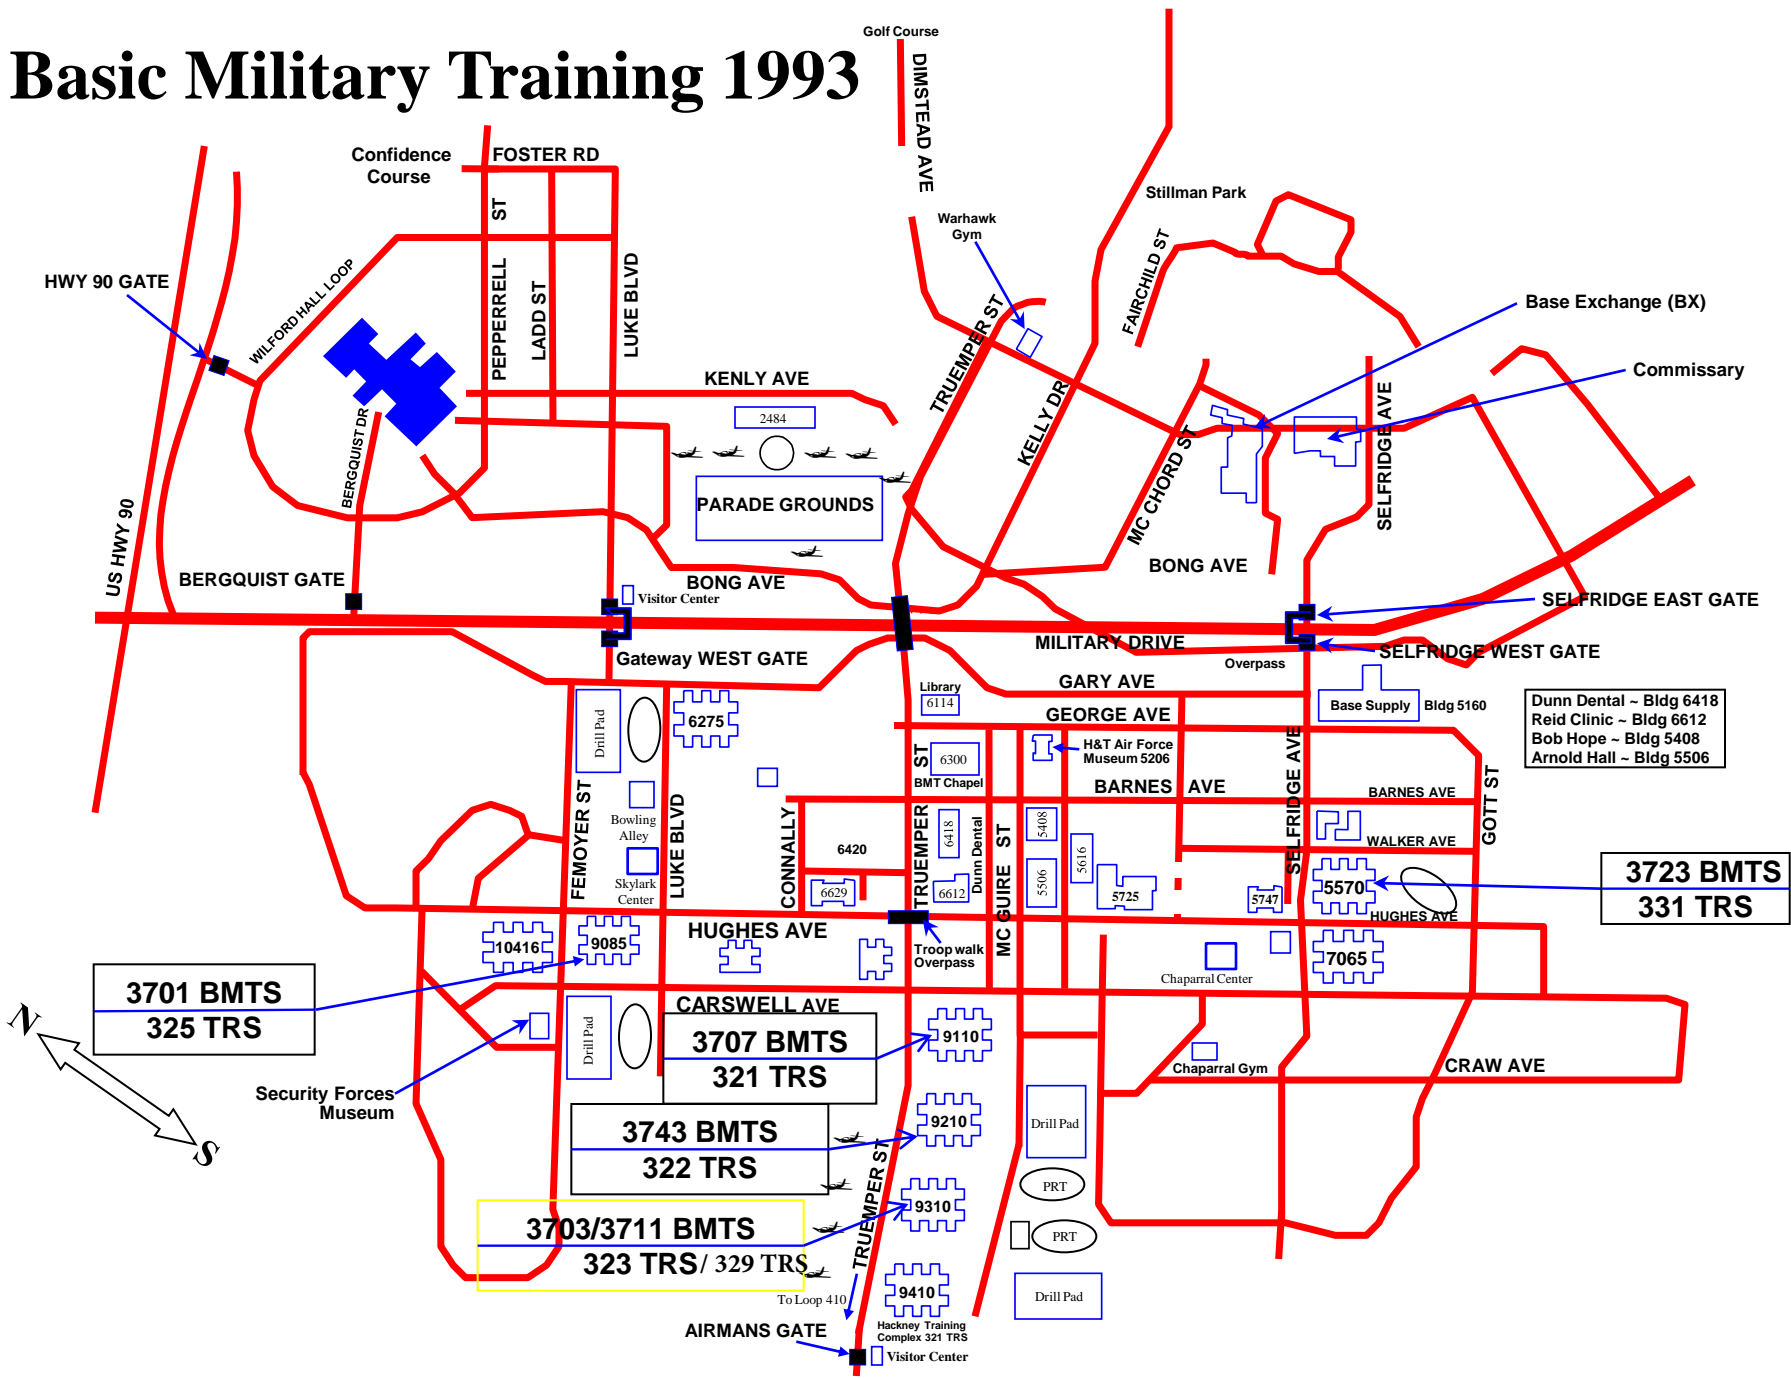 Basic Military Training 1993
Golf Course
DIMSTEAD AVE
Confidence
Course
FOSTER RD
ST
PEPPERRELL
LADD ST
LUKE BLVD
Stillman Park
Warhawk
Gym
FAIRCHILD ST
HWY 90 GATE
WILFORD HALL LOOP
TRUEMPER ST
Base Exchange (BX)
Commissary
KENLY AVE
2484
KELLY DR
MC CHORD ST
SELFRIDGE AVE
BERGQUIST DR
PARADE GROUNDS
US HWY 90
BERGQUIST GATE
BONG AVE
BONG AVE
Visitor Center
SELFRIDGE EAST GATE
MILITARY DRIVE
Gateway WEST GATE
Overpass
SELFRIDGE WEST GATE
GARY AVE
Library
6114
GEORGE AVE
Base Supply
Bldg 5160
Dunn Dental ~ Bldg 6418
Reid Clinic ~ Bldg 6612
Bob Hope ~ Bldg 5408
Arnold Hall ~ Bldg 5506
Drill Pad
6275
ST
6300
BMT Chapel
H&T Air Force
Museum 5206
BARNES AVE
BARNES AVE
SELFRIDGE AVE
GOTT ST
FEMOYER ST
Bowling
Alley
LUKE BLVD
CONNALLY
TRUEMPER
6418
Dunn Dental
MC GUIRE ST
5408
5616
WALKER AVE
6420
Skylark
Center
6629
6612
5506
5725
5747
5570
3723 BMTS
331 TRS
HUGHES AVE
HUGHES AVE
10416
9085
Troop walk
Overpass
Chaparral Center
7065
3701 BMTS
325 TRS
N
S
CARSWELL AVE
Drill Pad
3707 BMTS
321 TRS
9110
Security Forces
Museum
Chaparral Gym
CRAW AVE
3743 BMTS
322 TRS
9210
Drill Pad
TRUEMPER ST
PRT
3703/3711 BMTS
323 TRS/ 329 TRS
9310
PRT
To Loop 410
9410
Drill Pad
Hackney Training
Complex 321 TRS
AIRMANS GATE
Visitor Center